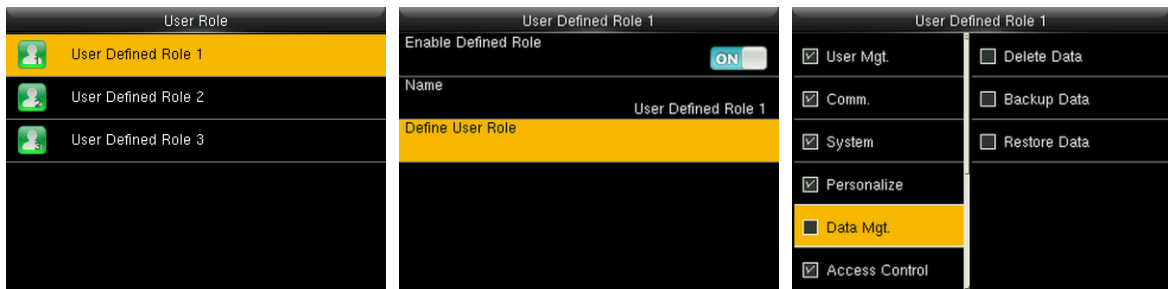 User Role
User Defined Role 1
User Defined Role 2
User Defined Role 3
User Defined Role 1
Enable Defined Role
ON
Name
User Defined Role 1
Define User Role
User Defined Role 1
User Mgt.
Comm.
System
Personalize
Data Mgt.
Access Control
Delete Data
Backup Data
Restore Data